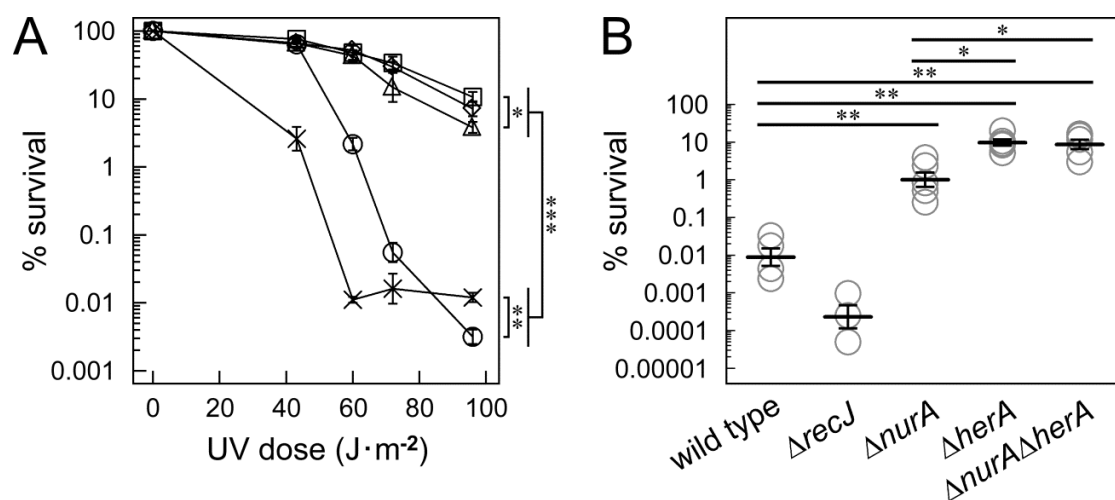 A
% survival
100
10
1
0.1
0.01
0.001
0
20
40
60
80
100
UV dose (J·m⁻²)
*
**
***
B
% survival
100
10
1
0.1
0.01
0.001
0.0001
0.00001
*
*
**
**
**
wild type
ΔrecJ
ΔnurA
ΔherA
ΔnurAΔherA